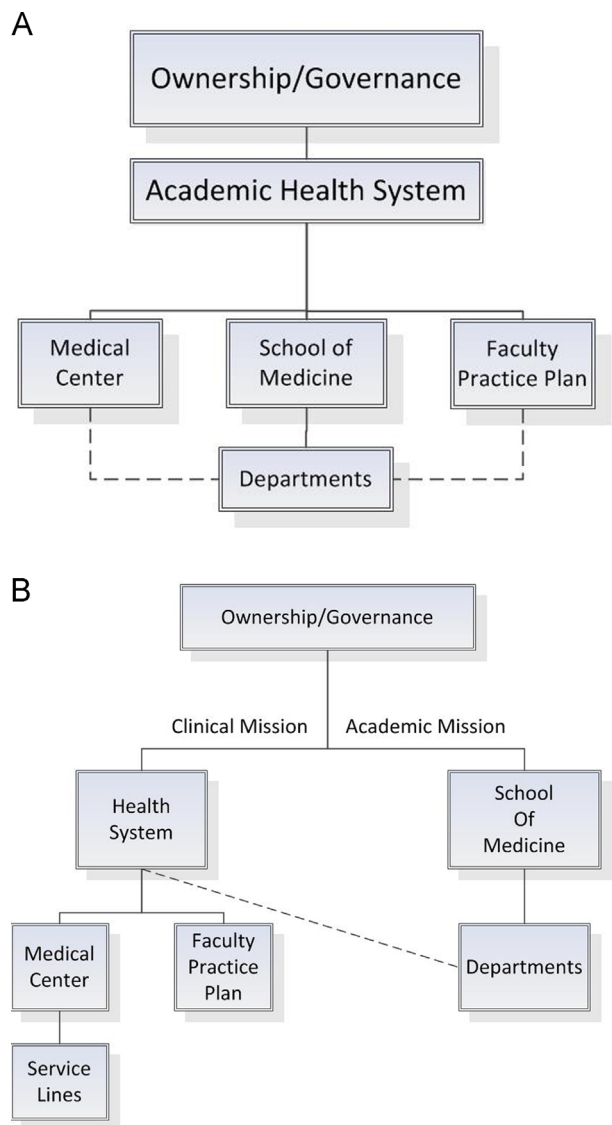 A
Ownership/Governance
Academic Health System
Medical
Center
School of
Medicine
Faculty
Practice Plan
Departments
B
Ownership/Governance
Clinical Mission
Academic Mission
Health
System
School
Of
Medicine
Medical
Center
Faculty
Practice
Plan
Departments
Service
Lines